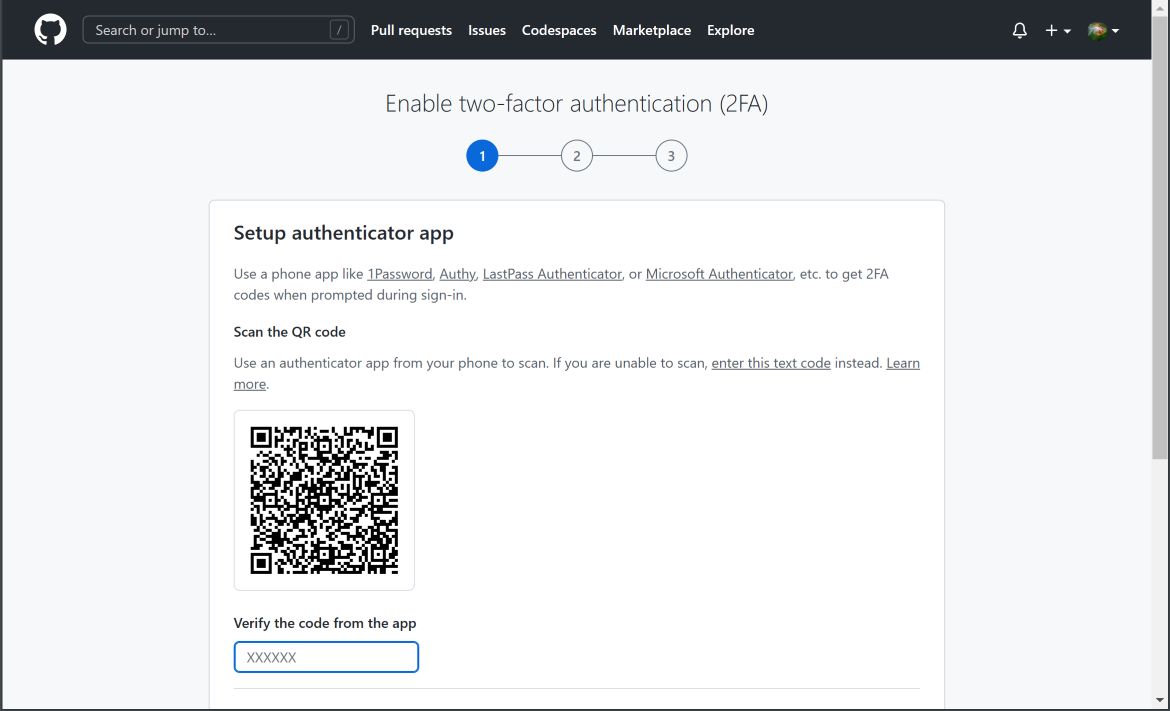 Search or jump to... / Pull requests Issues Codespaces Marketplace Explore
Enable two-factor authentication (2FA)
1 2 3
Setup authenticator app
Use a phone app like 1Password, Authy, LastPass Authenticator, or Microsoft Authenticator, etc. to get 2FA
codes when prompted during sign-in.
Scan the QR code
Use an authenticator app from your phone to scan. If you are unable to scan, enter this text code instead. Learn
more.
Verify the code from the app
XXXXXX